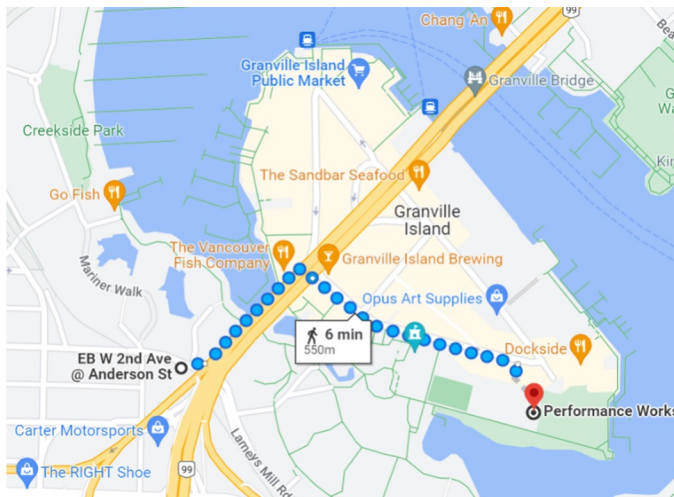 99
Chang'An
Granville Island
Public Market
Granville Bridge
Creekside Park
The Sandbar Seafood
Go Fish
Granville
Island
The Vancouver
Fish Company
Granville Island Brewing
Mariner Walk
Opus Art Supplies
6 min
550m
Dockside
EB W 2nd Ave
@ Anderson St
Performance Works
Carter Motorsports
Lameys Mill Rd
99
The RIGHT Shoe